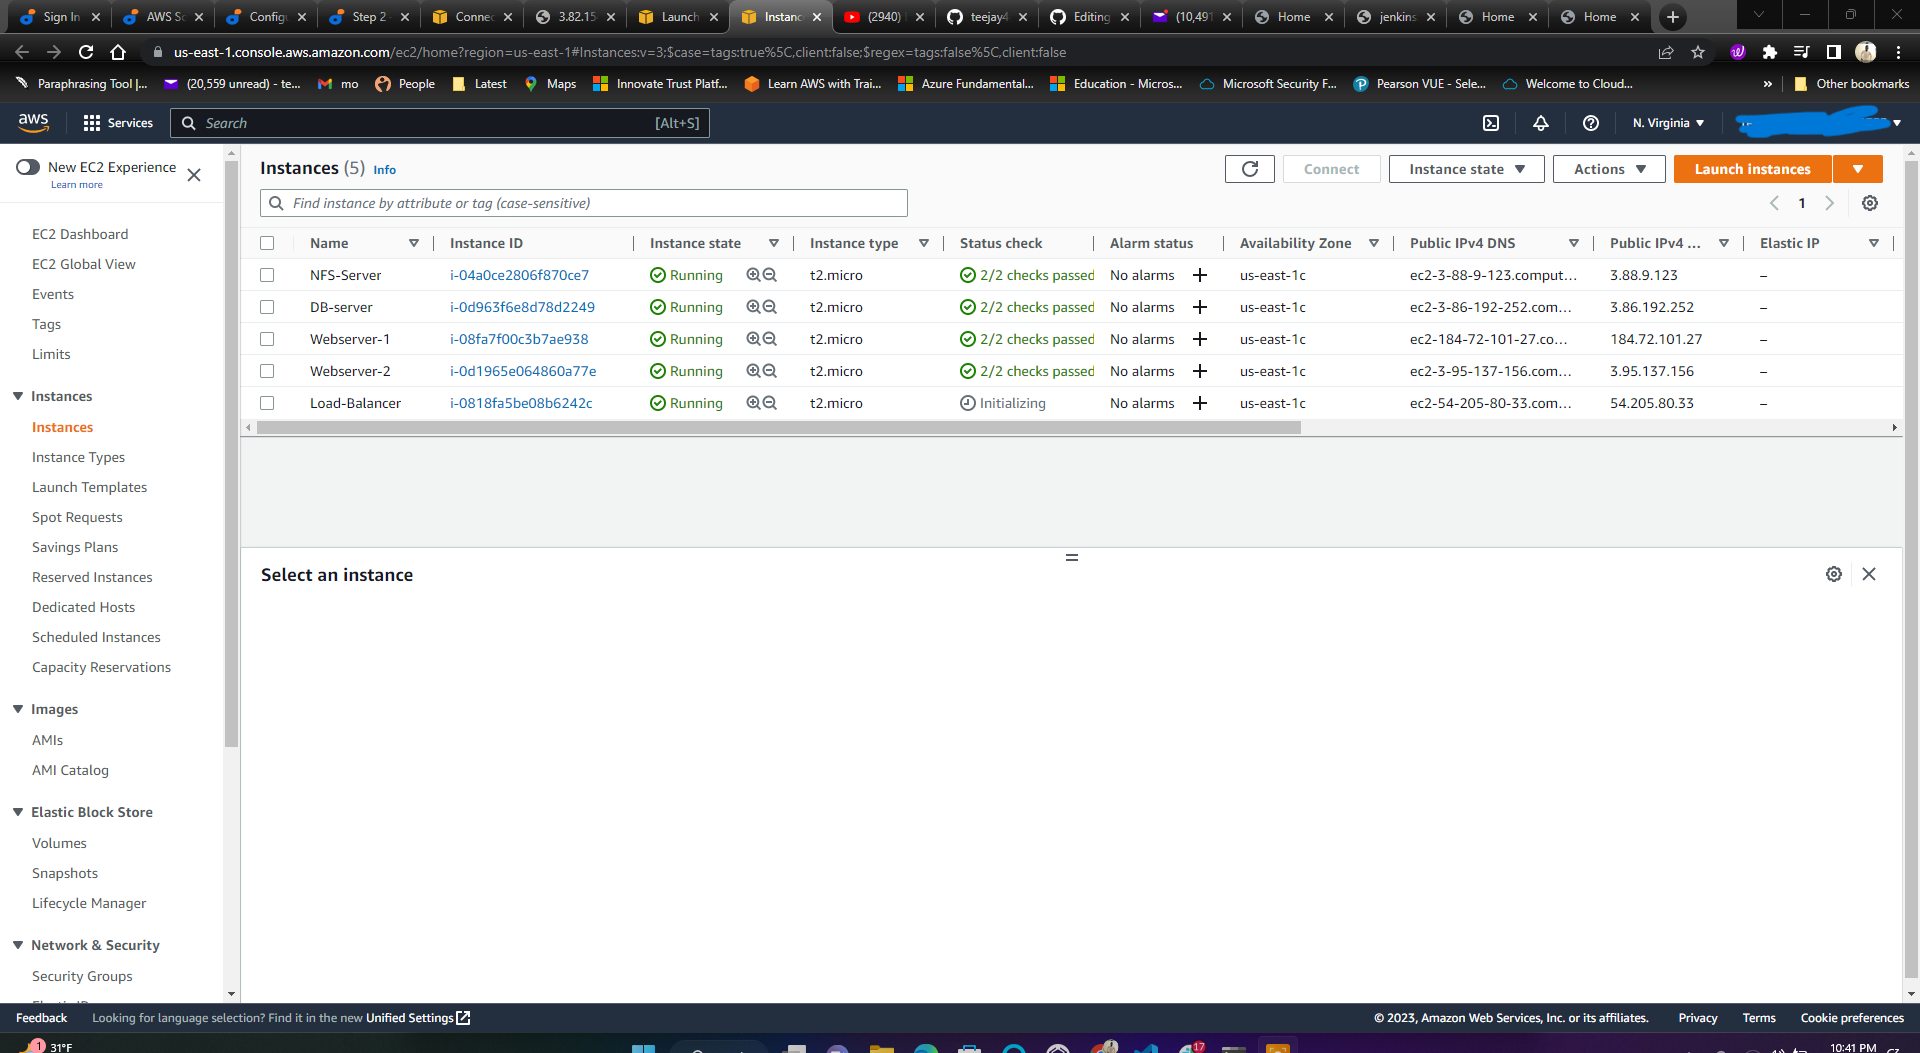 Sign In
AWS Sc
Configu
Step 2 -
Connec
3.82.15
Launch
Instanc
(2940)
teejay4
Editing
(10,491
Home
jenkins.
Home
Home
us-east-1.console.aws.amazon.com/ec2/home?region=us-east-1#Instances:v=3;$case=tags:true%5C,client:false;$regex=tags:false%5C,client:false
Paraphrasing Tool |...
(20,559 unread) - te...
mo
People
Latest
Maps
Innovate Trust Platf...
Learn AWS with Trai...
Azure Fundamental...
Education - Micros...
Microsoft Security F...
Pearson VUE - Sele...
Welcome to Cloud...
»
Other bookmarks
aws
Services
Search
[Alt+S]
N. Virginia
New EC2 Experience
Learn more
EC2 Dashboard
EC2 Global View
Events
Tags
Limits
Instances
Instances
Instance Types
Launch Templates
Spot Requests
Savings Plans
Reserved Instances
Dedicated Hosts
Scheduled Instances
Capacity Reservations
Images
AMIs
AMI Catalog
Elastic Block Store
Volumes
Snapshots
Lifecycle Manager
Network & Security
Security Groups
Instances (5) Info
Connect
Instance state
Actions
Launch instances
Find instance by attribute or tag (case-sensitive)
1
Name Instance ID Instance state Instance type Status check Alarm status Availability Zone Public IPv4 DNS Public IPv4 ... Elastic IP
NFS-Server i-04a0ce2806f870ce7 Running t2.micro 2/2 checks passed No alarms + us-east-1c ec2-3-88-9-123.comput... 3.88.9.123 –
DB-server i-0d963f6e8d78d2249 Running t2.micro 2/2 checks passed No alarms + us-east-1c ec2-3-86-192-252.com... 3.86.192.252 –
Webserver-1 i-08fa7f00c3b7ae938 Running t2.micro 2/2 checks passed No alarms + us-east-1c ec2-184-72-101-27.co... 184.72.101.27 –
Webserver-2 i-0d1965e064860a77e Running t2.micro 2/2 checks passed No alarms + us-east-1c ec2-3-95-137-156.com... 3.95.137.156 –
Load-Balancer i-0818fa5be08b6242c Running t2.micro Initializing No alarms + us-east-1c ec2-54-205-80-33.com... 54.205.80.33 –
Select an instance
Feedback
Looking for language selection? Find it in the new Unified Settings
© 2023, Amazon Web Services, Inc. or its affiliates.
Privacy
Terms
Cookie preferences
1
31°F
17
10:41 PM